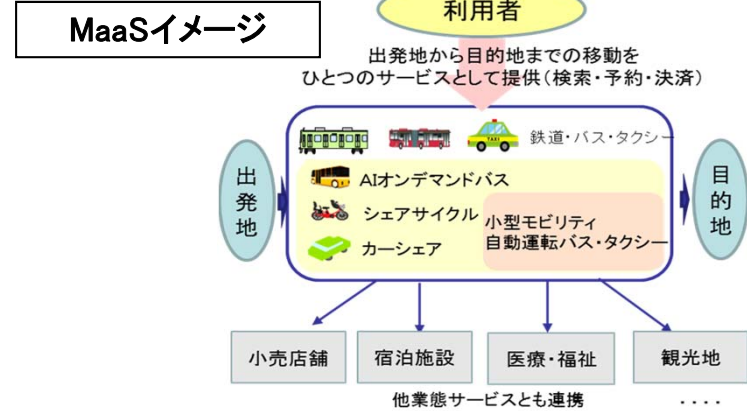 MaaSイメージ
利用者
出発地から目的地までの移動を
ひとつのサービスとして提供(検索・予約・決済)
TAXI
鉄道・バス・タクシー
出発地
目的地
AIオンデマンドバス
シェアサイクル
カーシェア
小型モビリティ
自動運転バス・タクシー
小売店舗
宿泊施設
医療・福祉
観光地
他業態サービスとも連携
・・・・